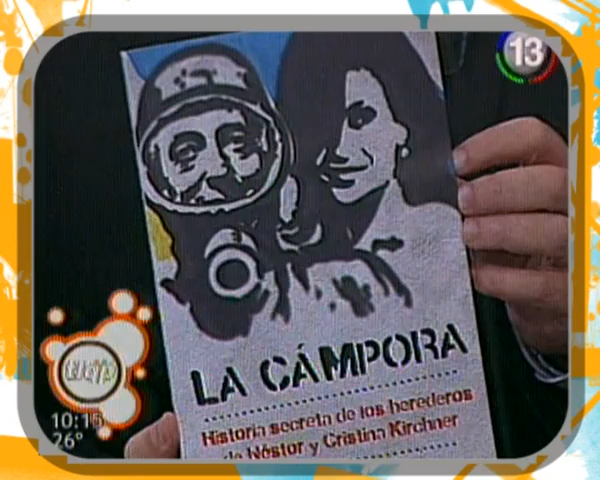 13
LA CÁMPORA
Historia secreta de los herederos
de Néstor y Cristina Kirchner
10:15
26°